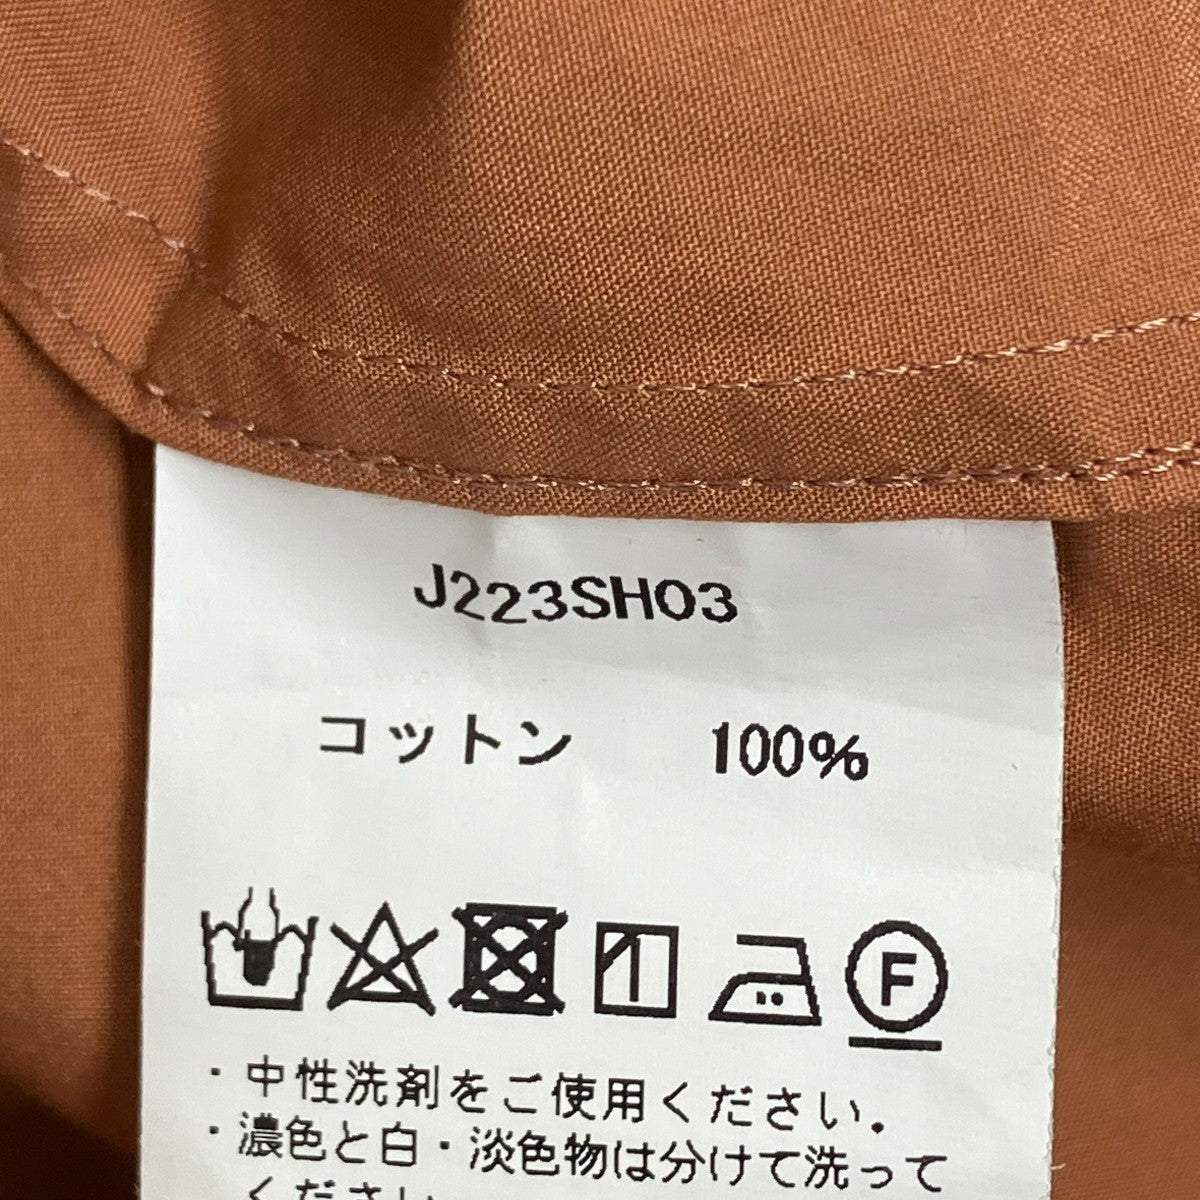 J223SH03
コットン 100%
F
・中性洗剤をご使用ください.
・濃色と白・淡色物は分けて洗って
ください